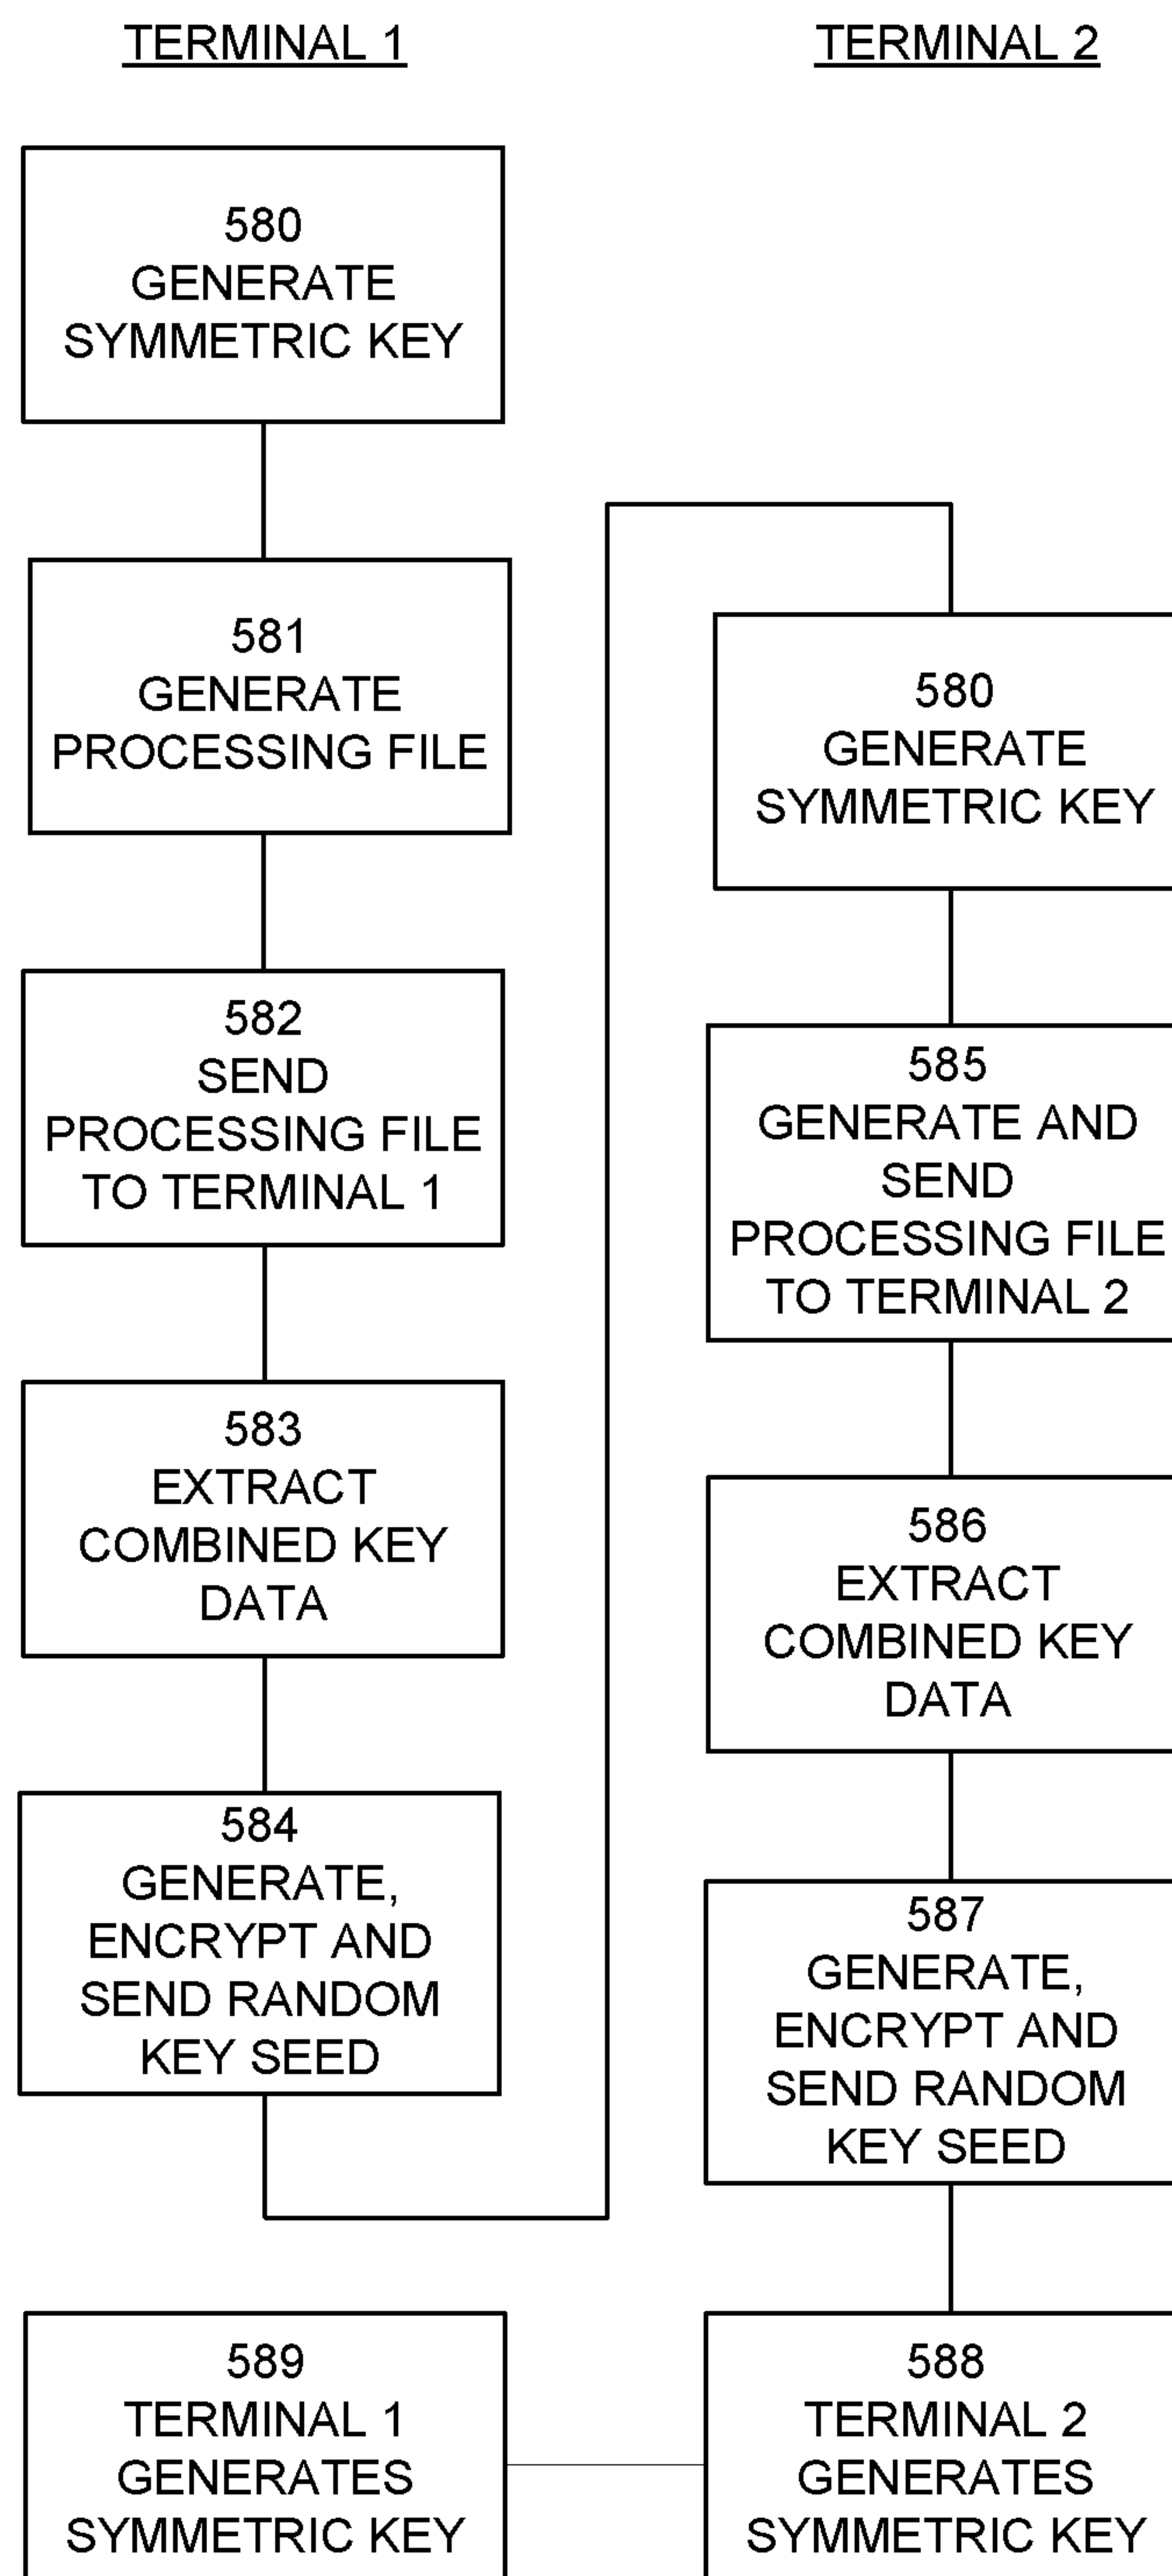 TERMINAL 1
TERMINAL 2
580
GENERATE
SYMMETRIC KEY
581
GENERATE
PROCESSING FILE
582
SEND
PROCESSING FILE
TO TERMINAL 1
583
EXTRACT
COMBINED KEY
DATA
584
GENERATE,
ENCRYPT AND
SEND RANDOM
KEY SEED
580
GENERATE
SYMMETRIC KEY
585
GENERATE AND
SEND
PROCESSING FILE
TO TERMINAL 2
586
EXTRACT
COMBINED KEY
DATA
587
GENERATE,
ENCRYPT AND
SEND RANDOM
KEY SEED
588
TERMINAL 2
GENERATES
SYMMETRIC KEY
589
TERMINAL 1
GENERATES
SYMMETRIC KEY